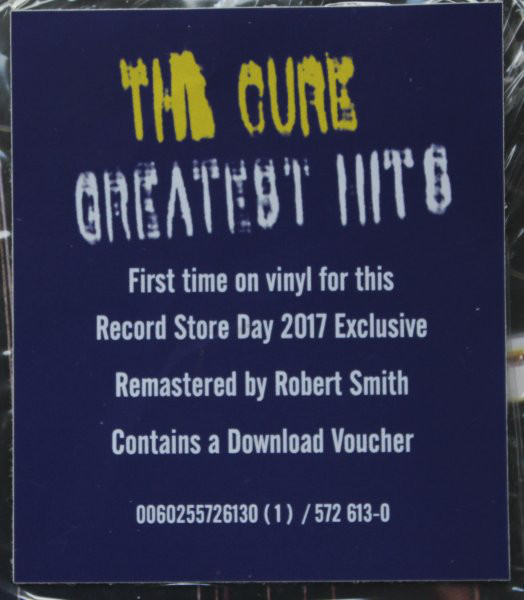 THE CURE
GREATEST HITS
First time on vinyl for this
Record Store Day 2017 Exclusive
Remastered by Robert Smith
Contains a Download Voucher
0060255726130 ( 1 ) / 572 613-0